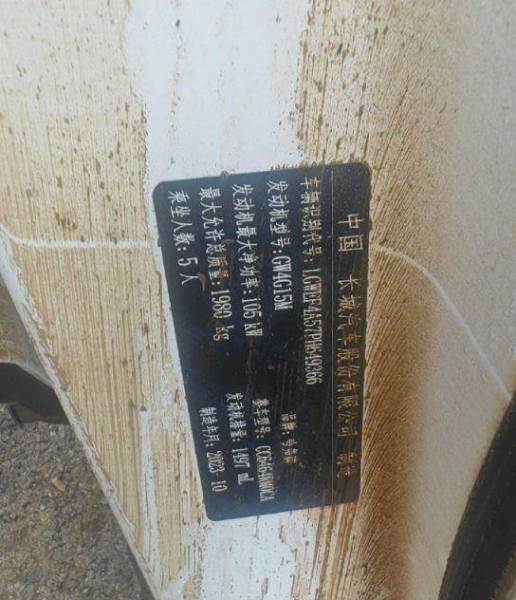 中国 长城汽车股份有限公司 制造
车辆识别代号: LGWEF4A57PH649366
品牌: 哈弗牌
发动机型号: GW4G15M 整车型号: CC6464KM0CA
发动机最大净功率: 105 kW 发动机排量: 1497 mL
最大允许总质量: 1980 kg 制造年月: 2023-10
乘坐人数: 5 人